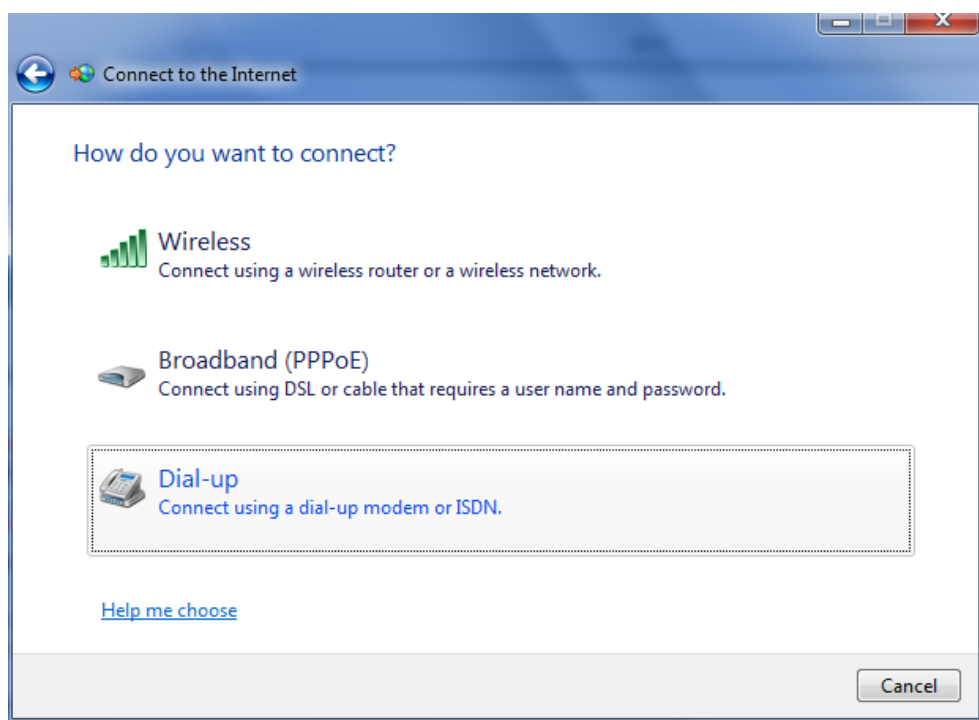 Connect to the Internet
How do you want to connect?
Wireless
Connect using a wireless router or a wireless network.
Broadband (PPPoE)
Connect using DSL or cable that requires a user name and password.
Dial-up
Connect using a dial-up modem or ISDN.
Help me choose
Cancel